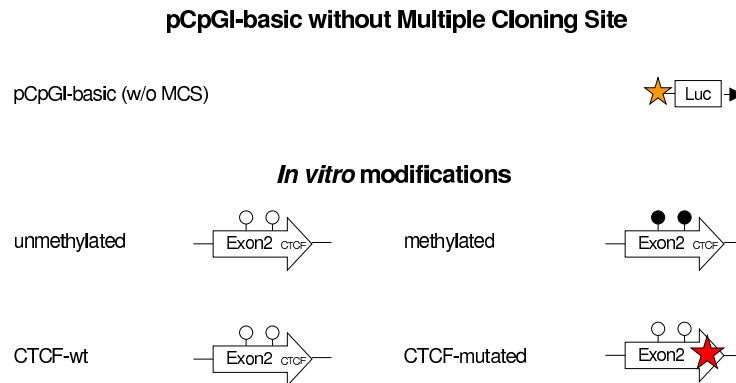 pCpGl-basic without Multiple Cloning Site
pCpGl-basic (w/o MCS)
Luc
In vitro modifications
unmethylated
Exon2 CTCF
methylated
Exon2 CTCF
CTCF-wt
Exon2 CTCF
CTCF-mutated
Exon2